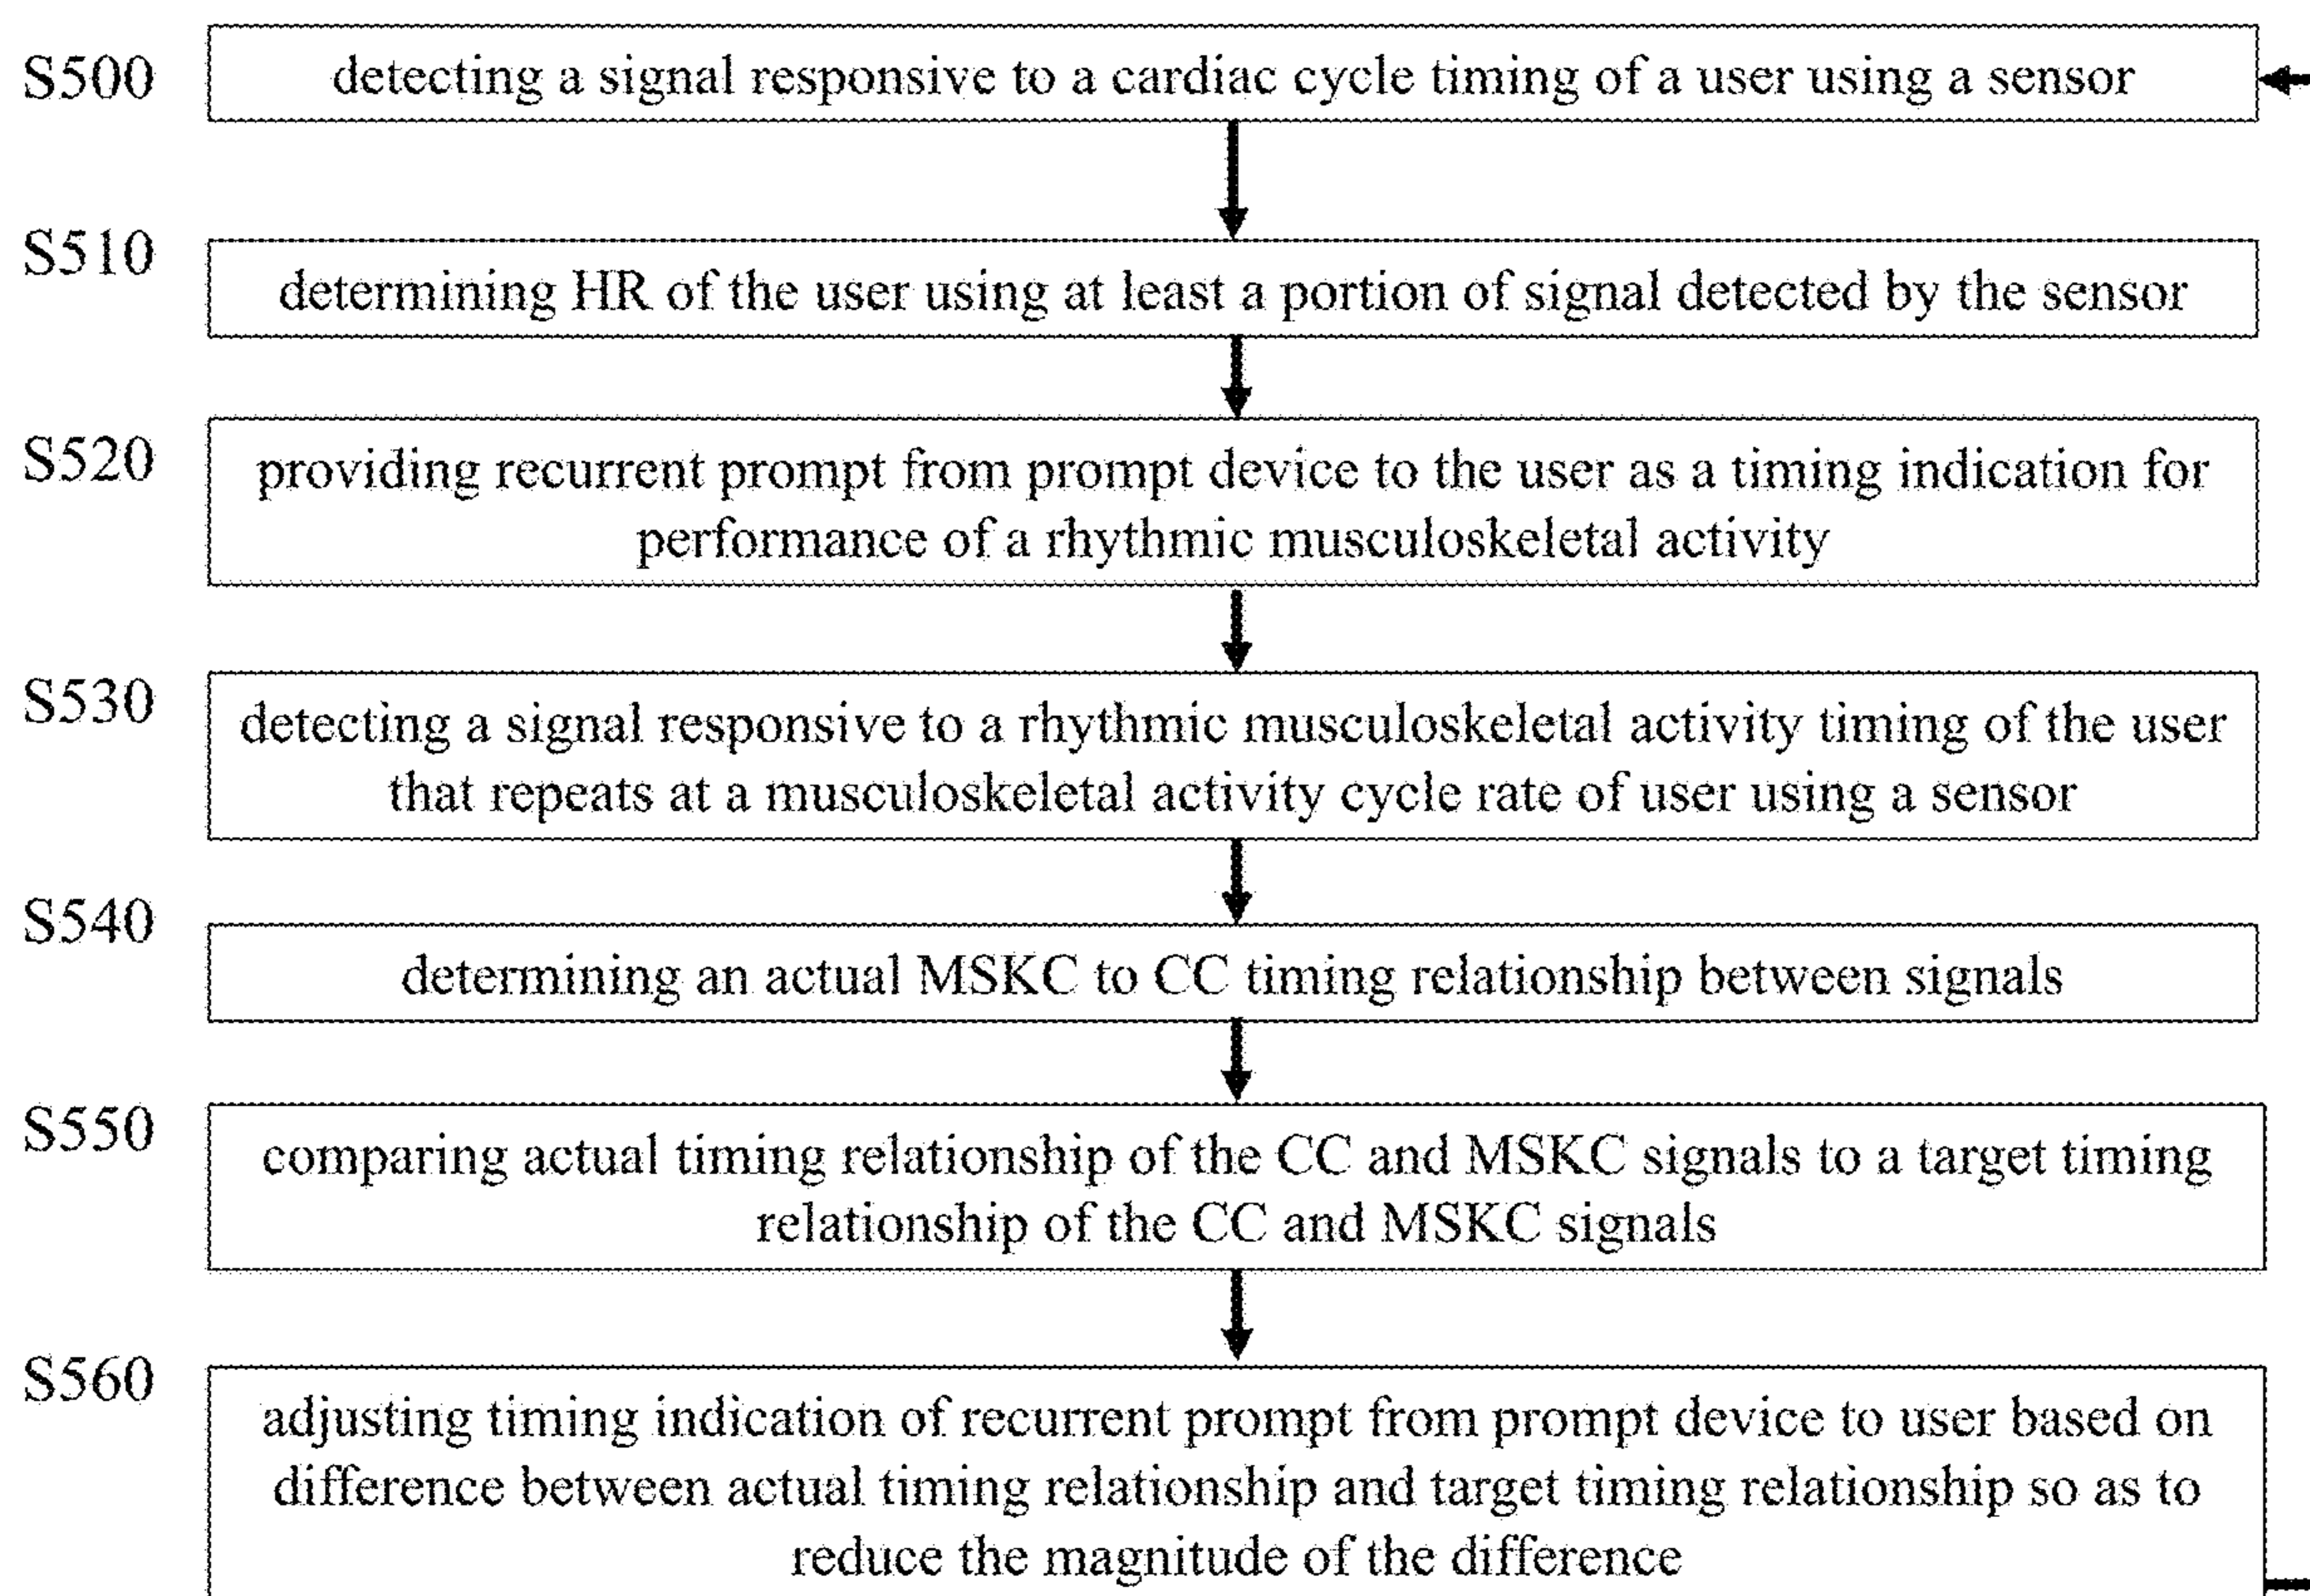 S500
detecting a signal responsive to a cardiac cycle timing of a user using a sensor
S510
determining HR of the user using at least a portion of signal detected by the sensor
S520
providing recurrent prompt from prompt device to the user as a timing indication for
performance of a rhythmic musculoskeletal activity
S530
detecting a signal responsive to a rhythmic musculoskeletal activity timing of the user
that repeats at a musculoskeletal activity cycle rate of user using a sensor
S540
determining an actual MSKC to CC timing relationship between signals
S550
comparing actual timing relationship of the CC and MSKC signals to a target timing
relationship of the CC and MSKC signals
S560
adjusting timing indication of recurrent prompt from prompt device to user based on
difference between actual timing relationship and target timing relationship so as to
reduce the magnitude of the difference